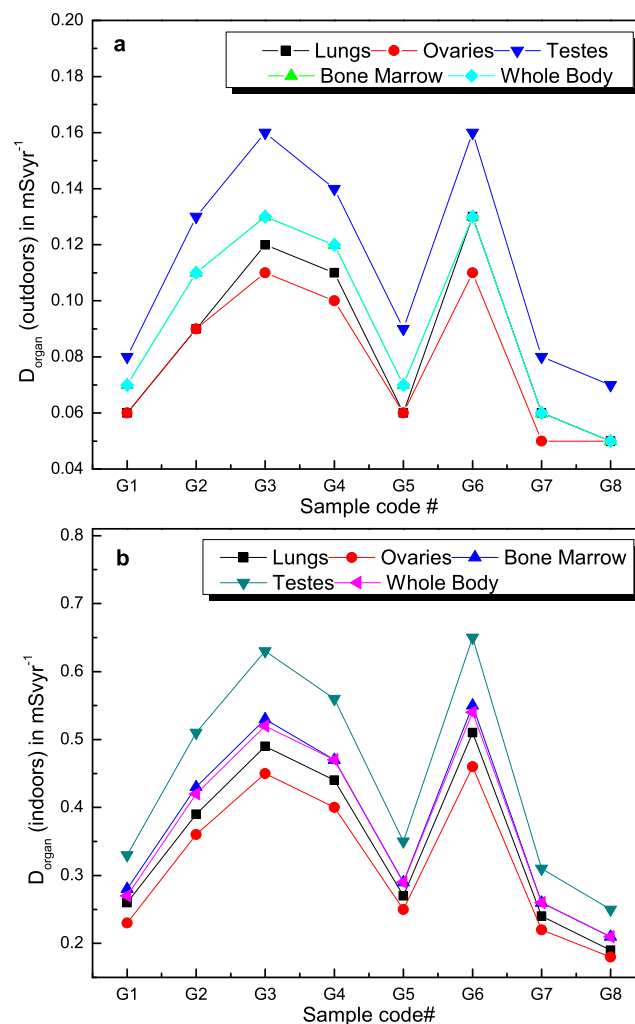 a
Lungs Ovaries Testes
Bone Marrow Whole Body
0.20
0.18
0.16
0.14
0.12
0.10
0.08
0.06
0.04
D_organ (outdoors) in mSvyr⁻¹
G1 G2 G3 G4 G5 G6 G7 G8
Sample code #
b
Lungs Ovaries Bone Marrow
Testes Whole Body
0.8
0.7
0.6
0.5
0.4
0.3
0.2
D_organ (indoors) in mSvyr⁻¹
G1 G2 G3 G4 G5 G6 G7 G8
Sample code#